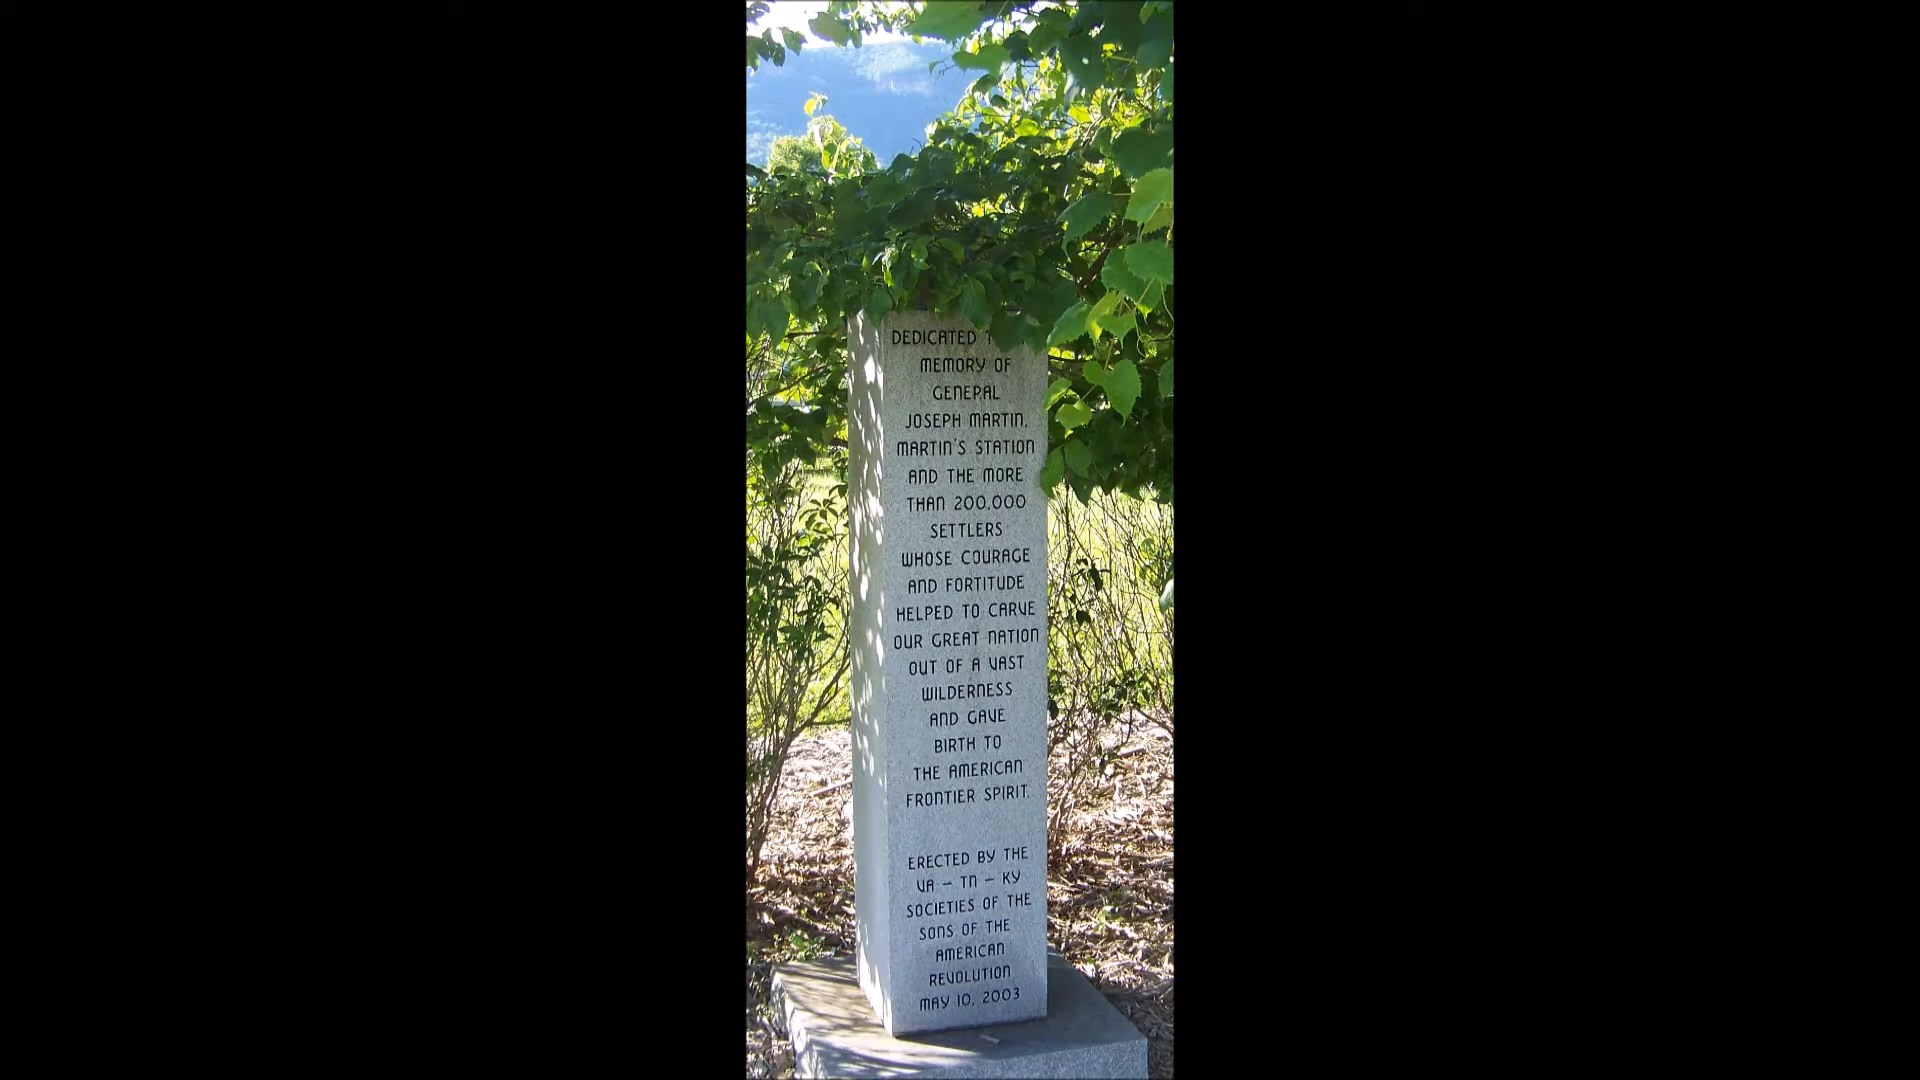 DEDICATED
MEMORY OF
GENERAL
JOSEPH MARTIN,
MARTIN'S STATION
AND THE MORE
THAN 200,000
SETTLERS
WHOSE COURAGE
AND FORTITUDE
HELPED TO CARVE
OUR GREAT NATION
OUT OF A VAST
WILDERNESS
AND GAVE
BIRTH TO
THE AMERICAN
FRONTIER SPIRIT.
ERECTED BY THE
VA – TN – KY
SOCIETIES OF THE
SONS OF THE
AMERICAN
REVOLUTION
MAY 10, 2003